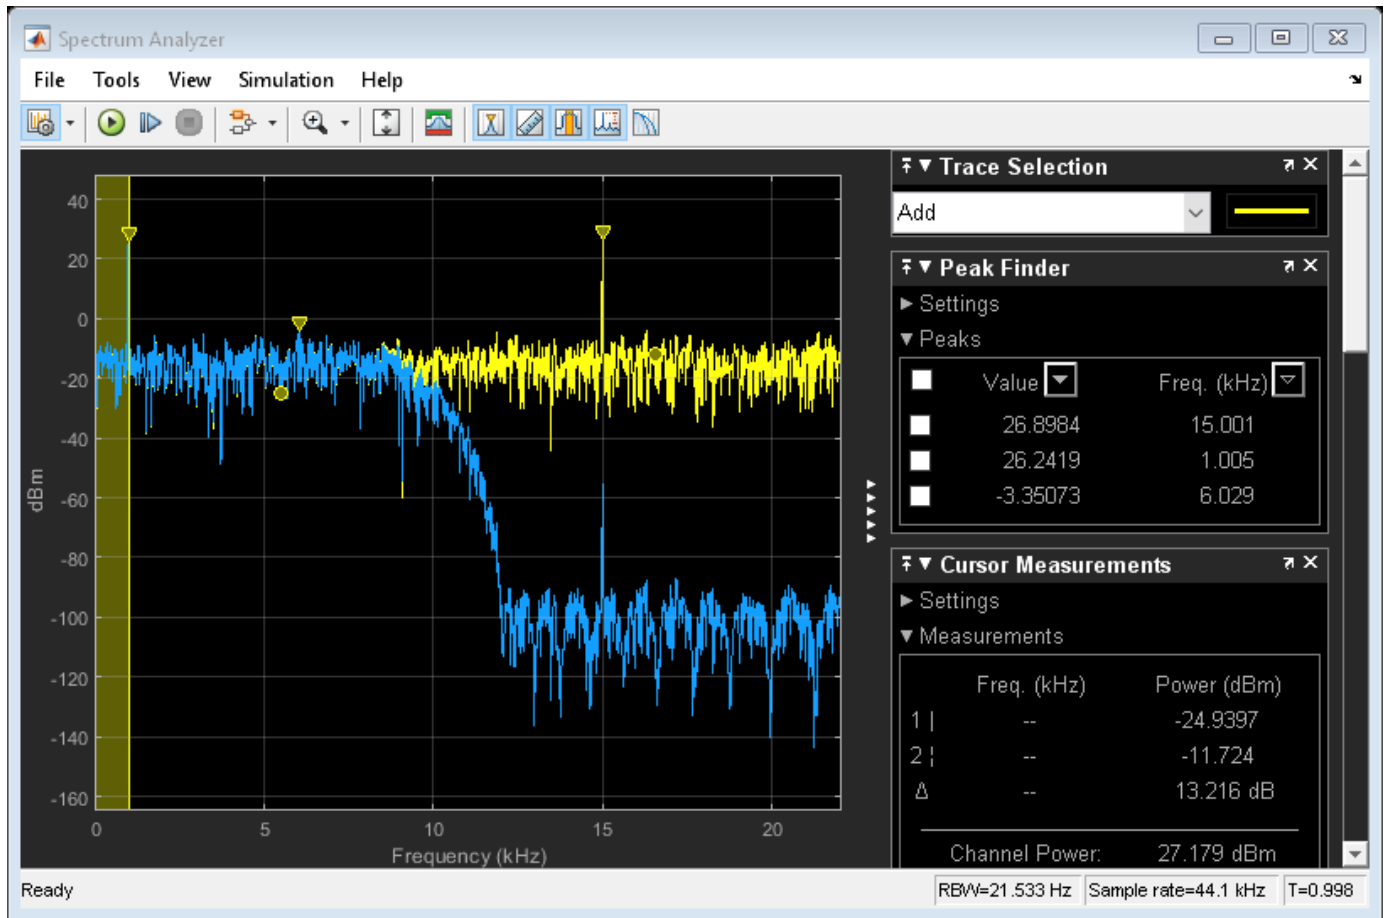 Spectrum Analyzer
File Tools View Simulation Help
40
20
0
-20
-40
-60
-80
-100
-120
-140
-160
dBm
0 5 10 15 20
Frequency (kHz)
Trace Selection
Add
Peak Finder
Settings
Peaks
Value Freq. (kHz)
26.8984 15.001
26.2419 1.005
-3.35073 6.029
Cursor Measurements
Settings
Measurements
Freq. (kHz) Power (dBm)
1 | -- -24.9397
2 ¦ -- -11.724
Δ -- 13.216 dB
Channel Power: 27.179 dBm
Ready
RBW=21.533 Hz Sample rate=44.1 kHz T=0.998